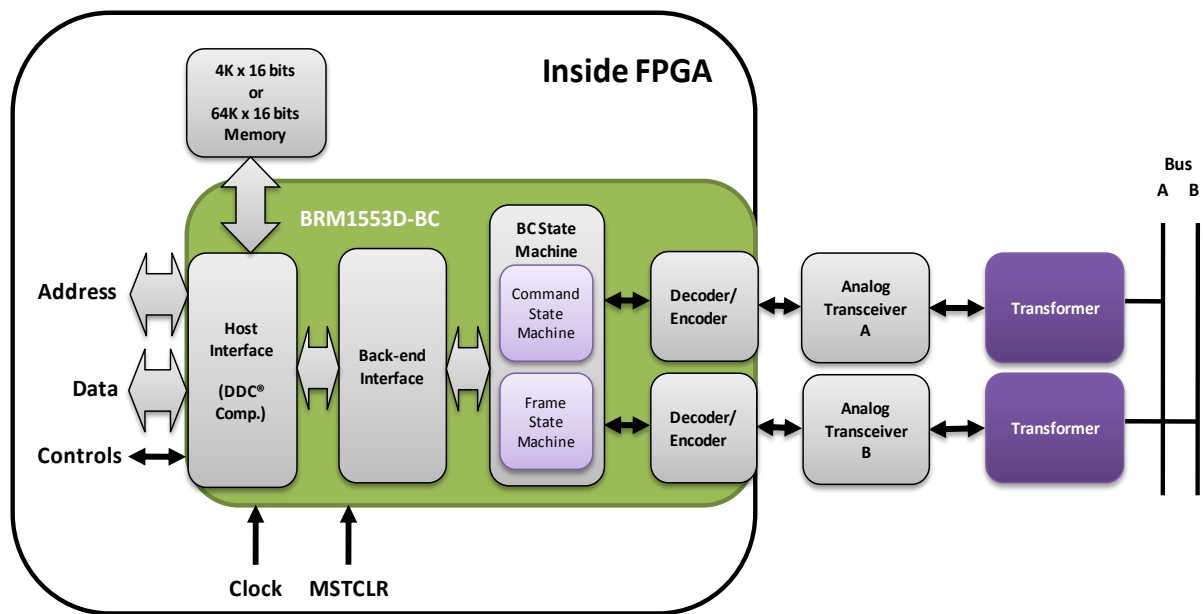 Inside FPGA
4K x 16 bits
or
64K x 16 bits
Memory
Bus
A B
BRM1553D-BC
BC State
Machine
Address
Data
Controls
Host
Interface
(DDC®
Comp.)
Back-end
Interface
Command
State
Machine
Frame
State
Machine
Decoder/
Encoder
Decoder/
Encoder
Analog
Transceiver
A
Analog
Transceiver
B
Transformer
Transformer
Clock
MSTCLR